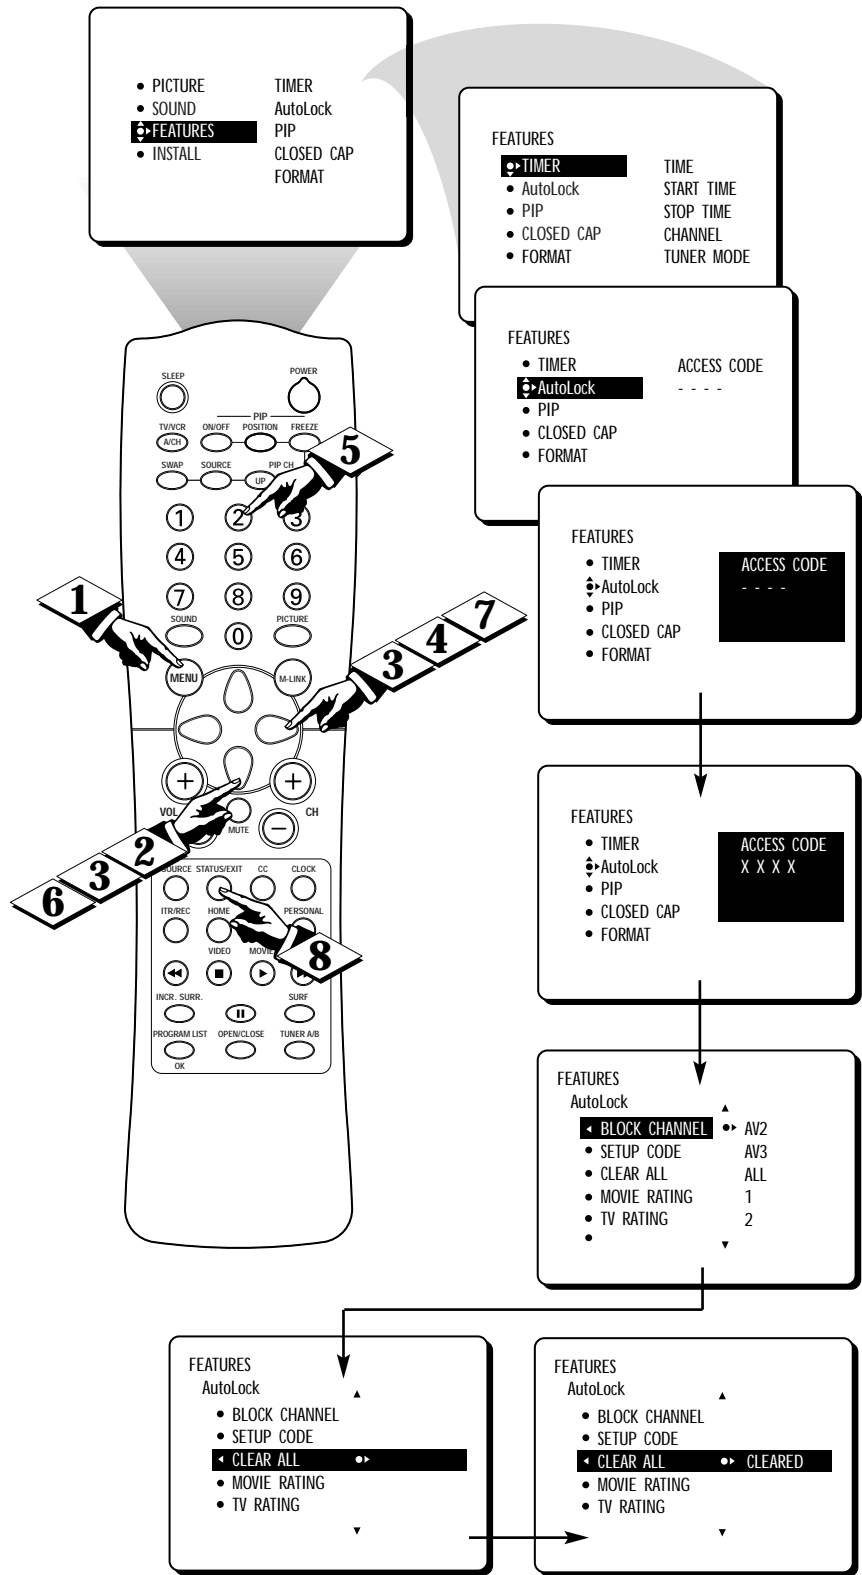 PICTURE TIMER
SOUND AutoLock
FEATURES PIP
INSTALL CLOSED CAP
FORMAT
FEATURES
TIMER TIME
AutoLock START TIME
PIP STOP TIME
CLOSED CAP CHANNEL
FORMAT TUNER MODE
FEATURES
TIMER ACCESS CODE
AutoLock - - - -
PIP
CLOSED CAP
FORMAT
FEATURES
TIMER ACCESS CODE
AutoLock - - - -
PIP
CLOSED CAP
FORMAT
FEATURES
TIMER ACCESS CODE
AutoLock X X X X
PIP
CLOSED CAP
FORMAT
FEATURES
AutoLock
BLOCK CHANNEL AV2
SETUP CODE AV3
CLEAR ALL ALL
MOVIE RATING 1
TV RATING 2
FEATURES
AutoLock
BLOCK CHANNEL
SETUP CODE
CLEAR ALL
MOVIE RATING
TV RATING
FEATURES
AutoLock
BLOCK CHANNEL
SETUP CODE
CLEAR ALL CLEARED
MOVIE RATING
TV RATING
SLEEP POWER
PIP
TV/VCR ON/OFF POSITION FREEZE
A/CH
SWAP SOURCE PIP CH
UP
5
1 2 3
4 5 6
7 8 9
1
SOUND 0 PICTURE
3 4 7
MENU M-LINK
VOL CH
MUTE
6 3 2
SOURCE STATUS/EXIT CC CLOCK
ITR/REC HOME PERSONAL
VIDEO
8
INCR. SURR. SURF
PROGRAM LIST OPEN/CLOSE TUNER A/B
OK